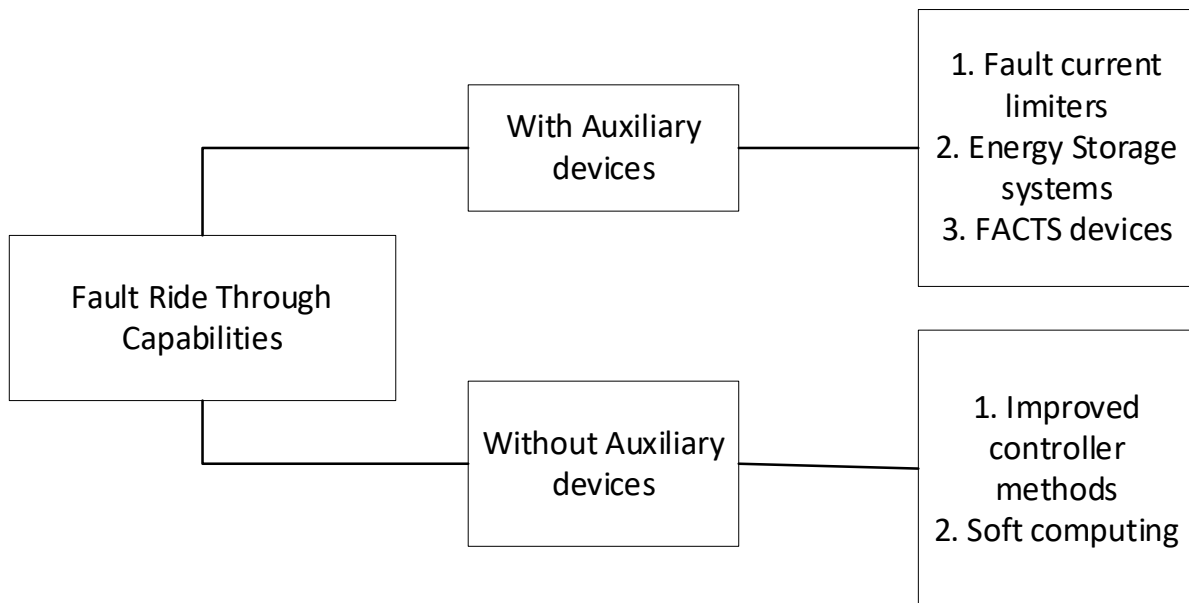 With Auxiliary
devices
1. Fault current
limiters
2. Energy Storage
systems
3. FACTS devices
Fault Ride Through
Capabilities
Without Auxiliary
devices
1. Improved
controller
methods
2. Soft computing